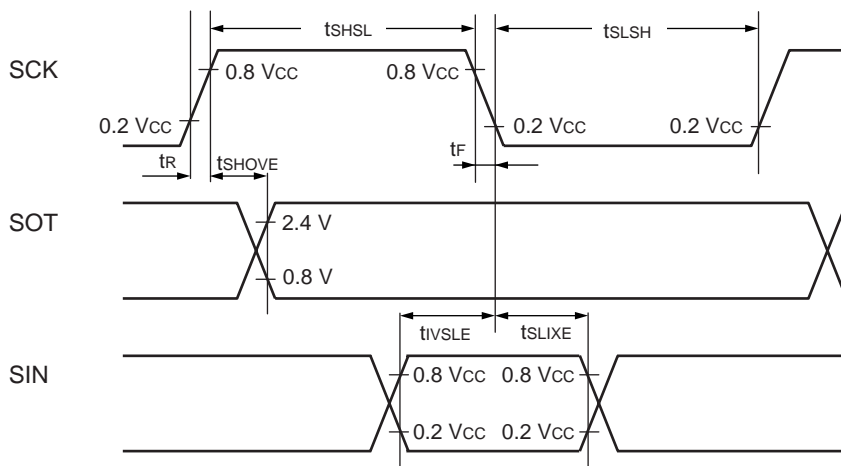 tSHSL tSLSH
SCK
0.8 VCC 0.8 VCC
0.2 VCC 0.2 VCC 0.2 VCC
tR tSHOVE tF
SOT
2.4 V
0.8 V
tIVSLE tSLIXE
SIN
0.8 VCC 0.8 VCC
0.2 VCC 0.2 VCC